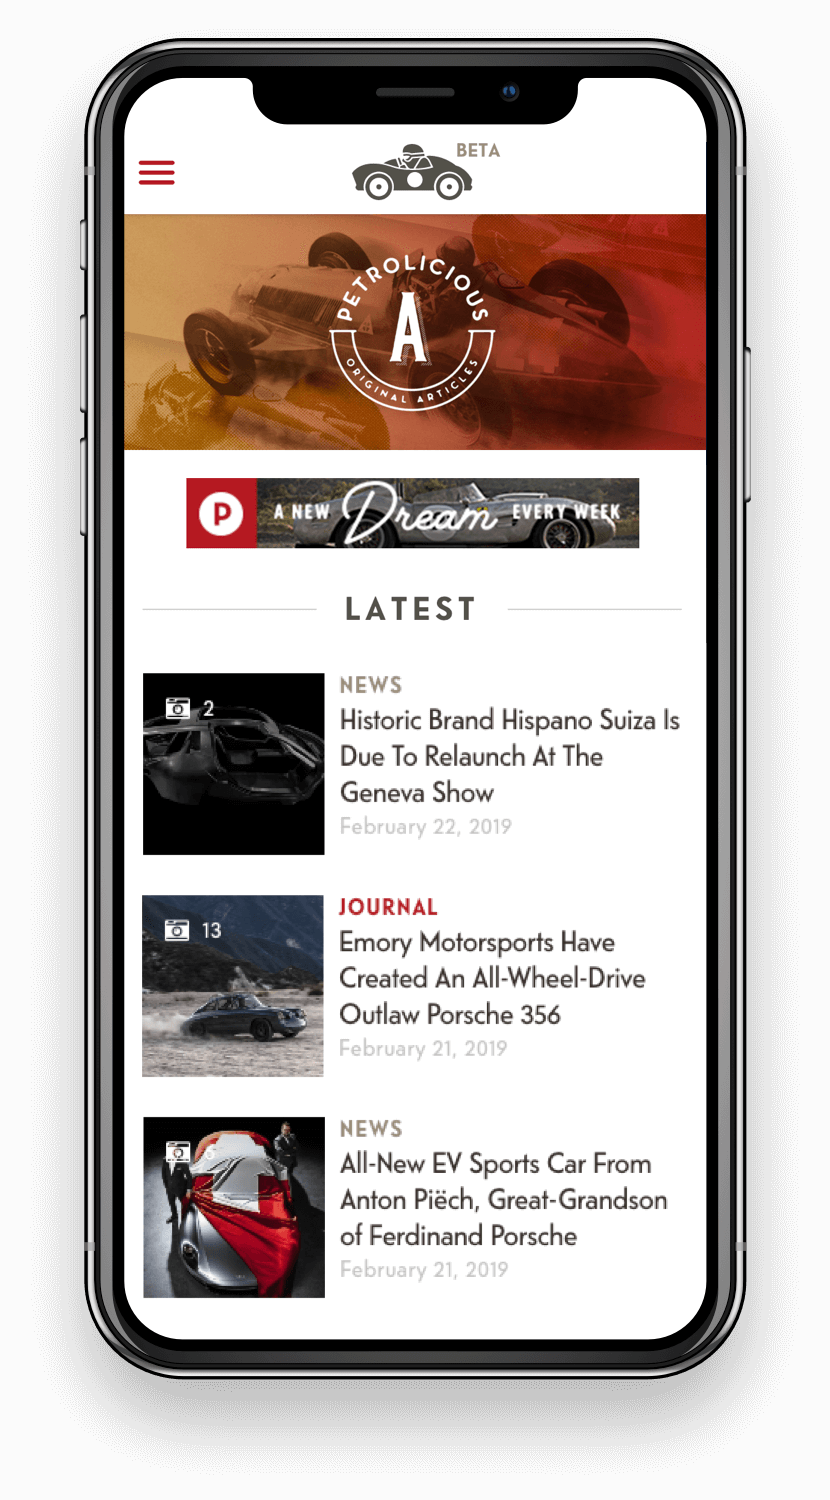 BETA
PETROLICIOUS
A
ORIGINAL ARTICLES
P
A NEW Dream EVERY WEEK
LATEST
2
NEWS
Historic Brand Hispano Suiza Is
Due To Relaunch At The
Geneva Show
February 22, 2019
13
JOURNAL
Emory Motorsports Have
Created An All-Wheel-Drive
Outlaw Porsche 356
February 21, 2019
NEWS
All-New EV Sports Car From
Anton Piëch, Great-Grandson
of Ferdinand Porsche
February 21, 2019